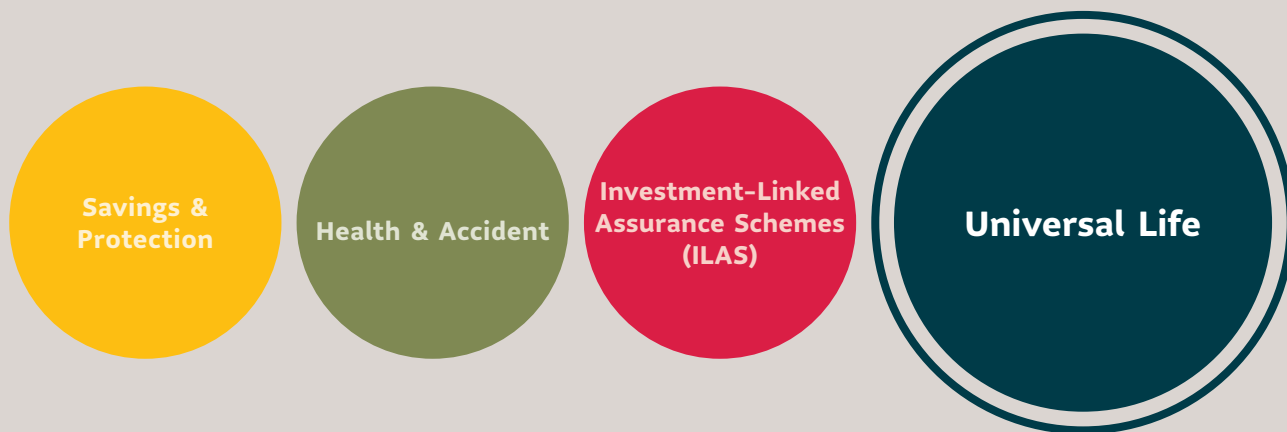 Savings &
Protection
Health & Accident
Investment-Linked
Assurance Schemes
(ILAS)
Universal Life